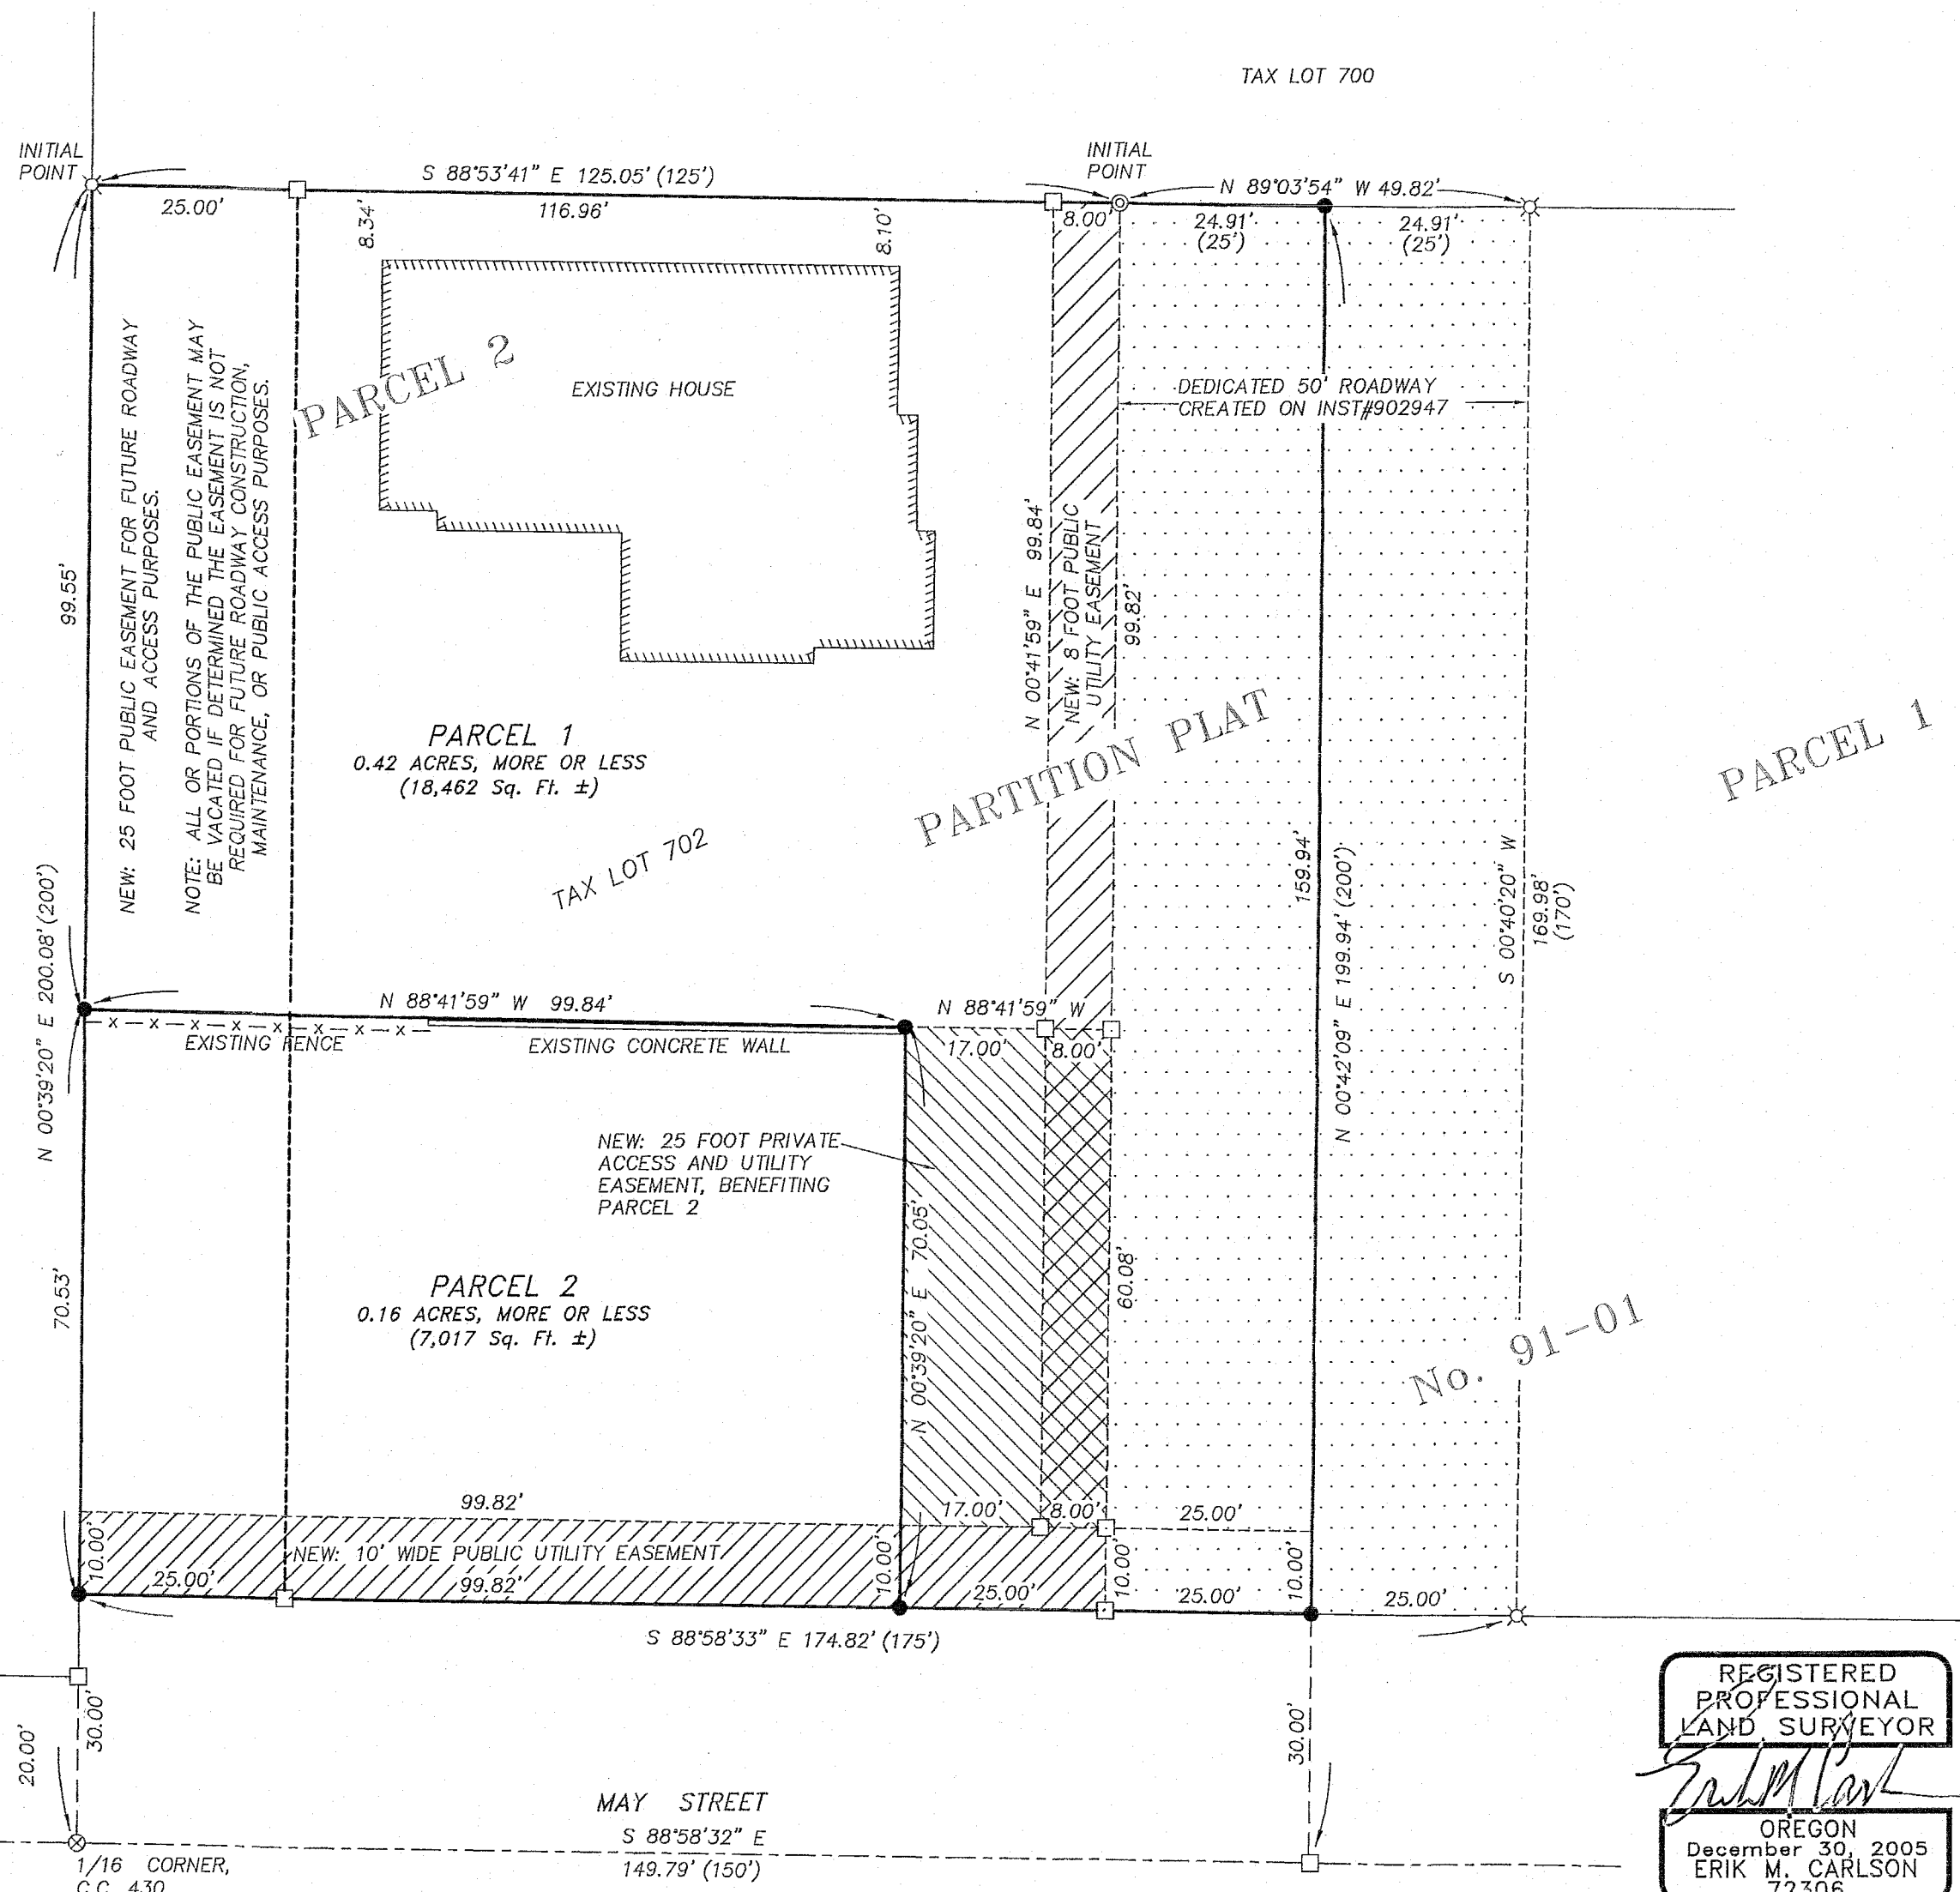 TAX LOT 700
INITIAL
POINT
S 88°53'41" E 125.05' (125')
INITIAL
POINT
N 89°03'54" W 49.82'
25.00'
8.34'
116.96'
8.10'
8.00'
24.91'
(25')
24.91'
(25')
NEW: 25 FOOT PUBLIC EASEMENT FOR FUTURE ROADWAY
AND ACCESS PURPOSES.
NOTE: ALL OR PORTIONS OF THE PUBLIC EASEMENT MAY
BE VACATED IF DETERMINED THE EASEMENT IS NOT
REQUIRED FOR FUTURE ROADWAY CONSTRUCTION,
MAINTENANCE, OR PUBLIC ACCESS PURPOSES.
PARCEL 2
EXISTING HOUSE
DEDICATED 50' ROADWAY
CREATED ON INST#902947
99.55'
N 00°41'59" E 99.84'
NEW: 8 FOOT PUBLIC
UTILITY EASEMENT
99.82'
PARCEL 1
0.42 ACRES, MORE OR LESS
(18,462 Sq. Ft. ±)
PARTITION PLAT
PARCEL 1
TAX LOT 702
159.94'
N 00°42'09" E 199.94' (200')
S 00°40'20" W
169.98'
(170')
N 00°39'20" E 200.08' (200')
N 88°41'59" W 99.84'
N 88°41'59" W
EXISTING FENCE
EXISTING CONCRETE WALL
17.00'
8.00'
NEW: 25 FOOT PRIVATE
ACCESS AND UTILITY
EASEMENT, BENEFITING
PARCEL 2
70.53'
PARCEL 2
0.16 ACRES, MORE OR LESS
(7,017 Sq. Ft. ±)
N 00°39'20" E 70.05'
60.08'
No. 91-01
99.82'
17.00'
8.00'
25.00'
10.00'
NEW: 10' WIDE PUBLIC UTILITY EASEMENT
10.00'
10.00'
10.00'
25.00'
99.82'
25.00'
25.00'
25.00'
S 88°58'33" E 174.82' (175')
20.00'
30.00'
30.00'
MAY STREET
S 88°58'32" E
149.79' (150')
1/16 CORNER,
C.C. 430
REGISTERED
PROFESSIONAL
LAND SURVEYOR
OREGON
December 30, 2005
ERIK M. CARLSON
72306